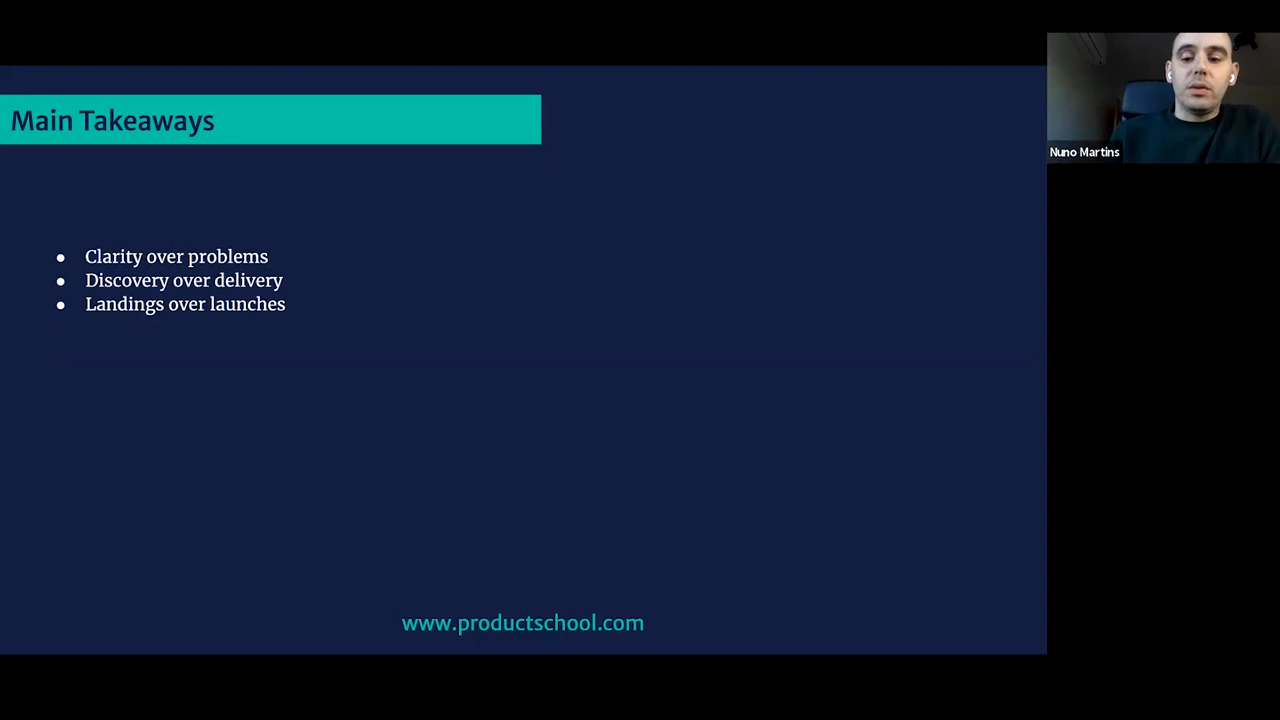 Main Takeaways
Nuno Martins
● Clarity over problems
● Discovery over delivery
● Landings over launches
www.productschool.com